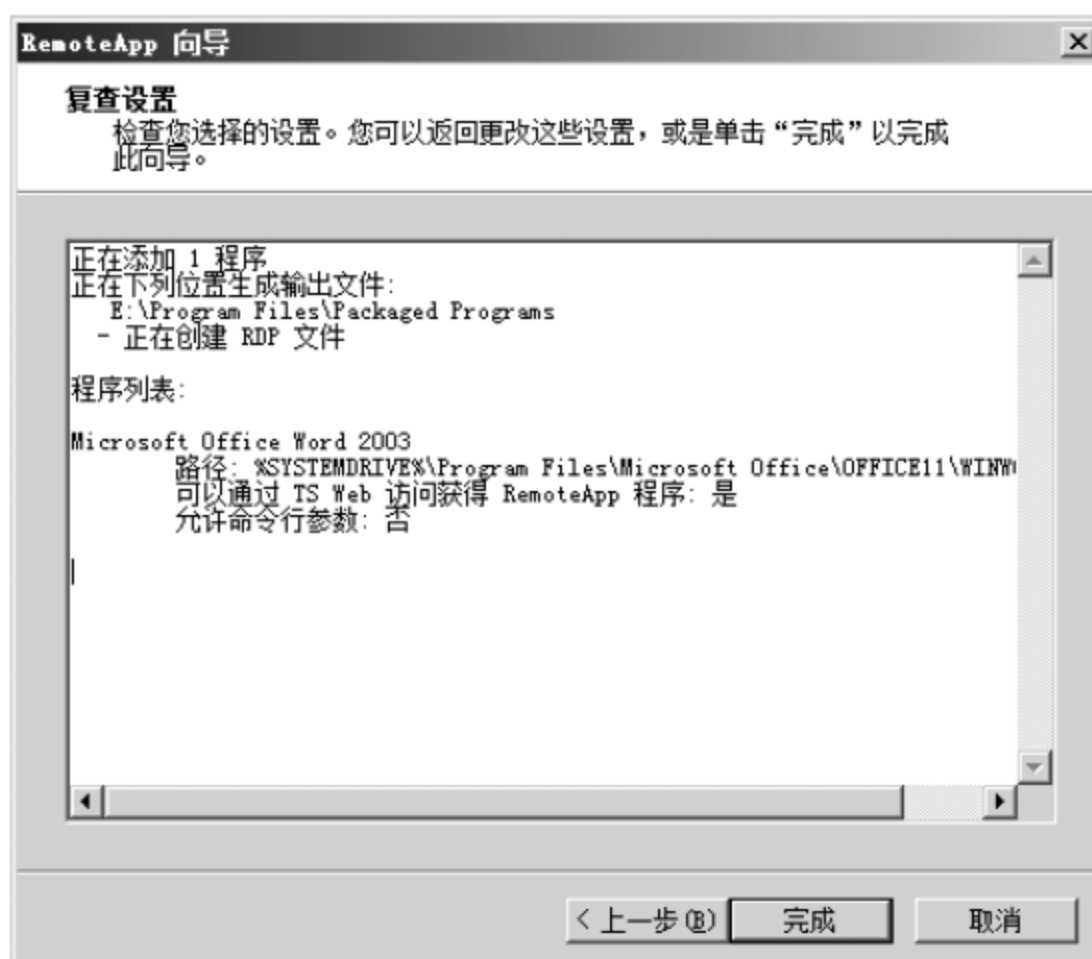 RemoteApp 向导
复查设置
检查您选择的设置。您可以返回更改这些设置，或是单击“完成”以完成
此向导。
正在添加 1 程序
正在下列位置生成输出文件:
E:\Program Files\Packaged Programs
- 正在创建 RDP 文件
程序列表:
Microsoft Office Word 2003
路径: %SYSTEMDRIVE%\Program Files\Microsoft Office\OFFICE11\WINW
可以通过 TS Web 访问获得 RemoteApp 程序: 是
允许命令行参数: 否
< 上一步(B) 完成 取消